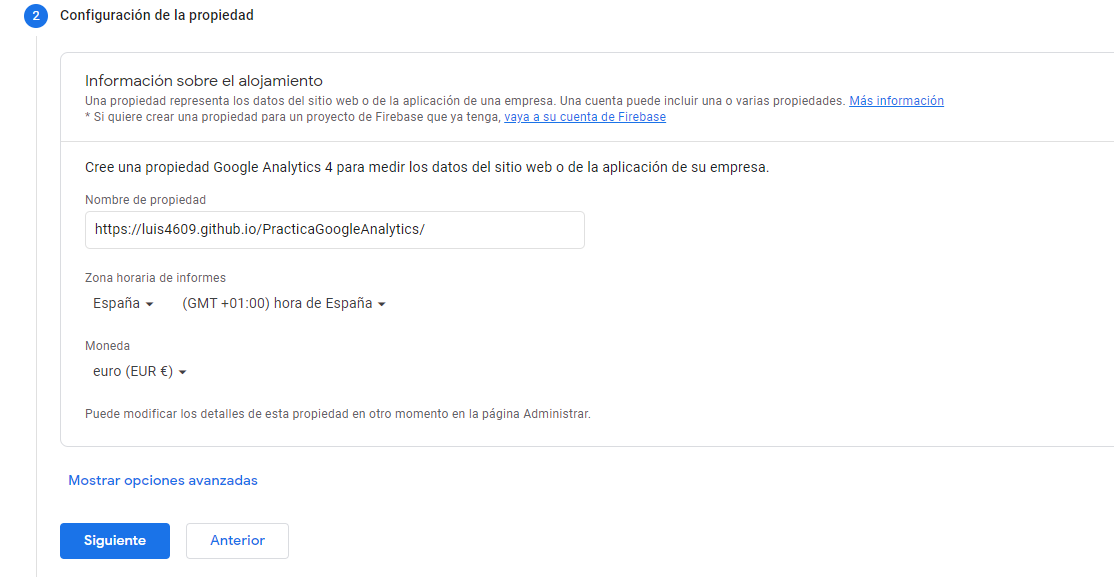 2 Configuración de la propiedad
Información sobre el alojamiento
Una propiedad representa los datos del sitio web o de la aplicación de una empresa. Una cuenta puede incluir una o varias propiedades. Más información
* Si quiere crear una propiedad para un proyecto de Firebase que ya tenga, vaya a su cuenta de Firebase
Cree una propiedad Google Analytics 4 para medir los datos del sitio web o de la aplicación de su empresa.
Nombre de propiedad
https://luis4609.github.io/PracticaGoogleAnalytics/
Zona horaria de informes
España (GMT +01:00) hora de España
Moneda
euro (EUR €)
Puede modificar los detalles de esta propiedad en otro momento en la página Administrar.
Mostrar opciones avanzadas
Siguiente Anterior